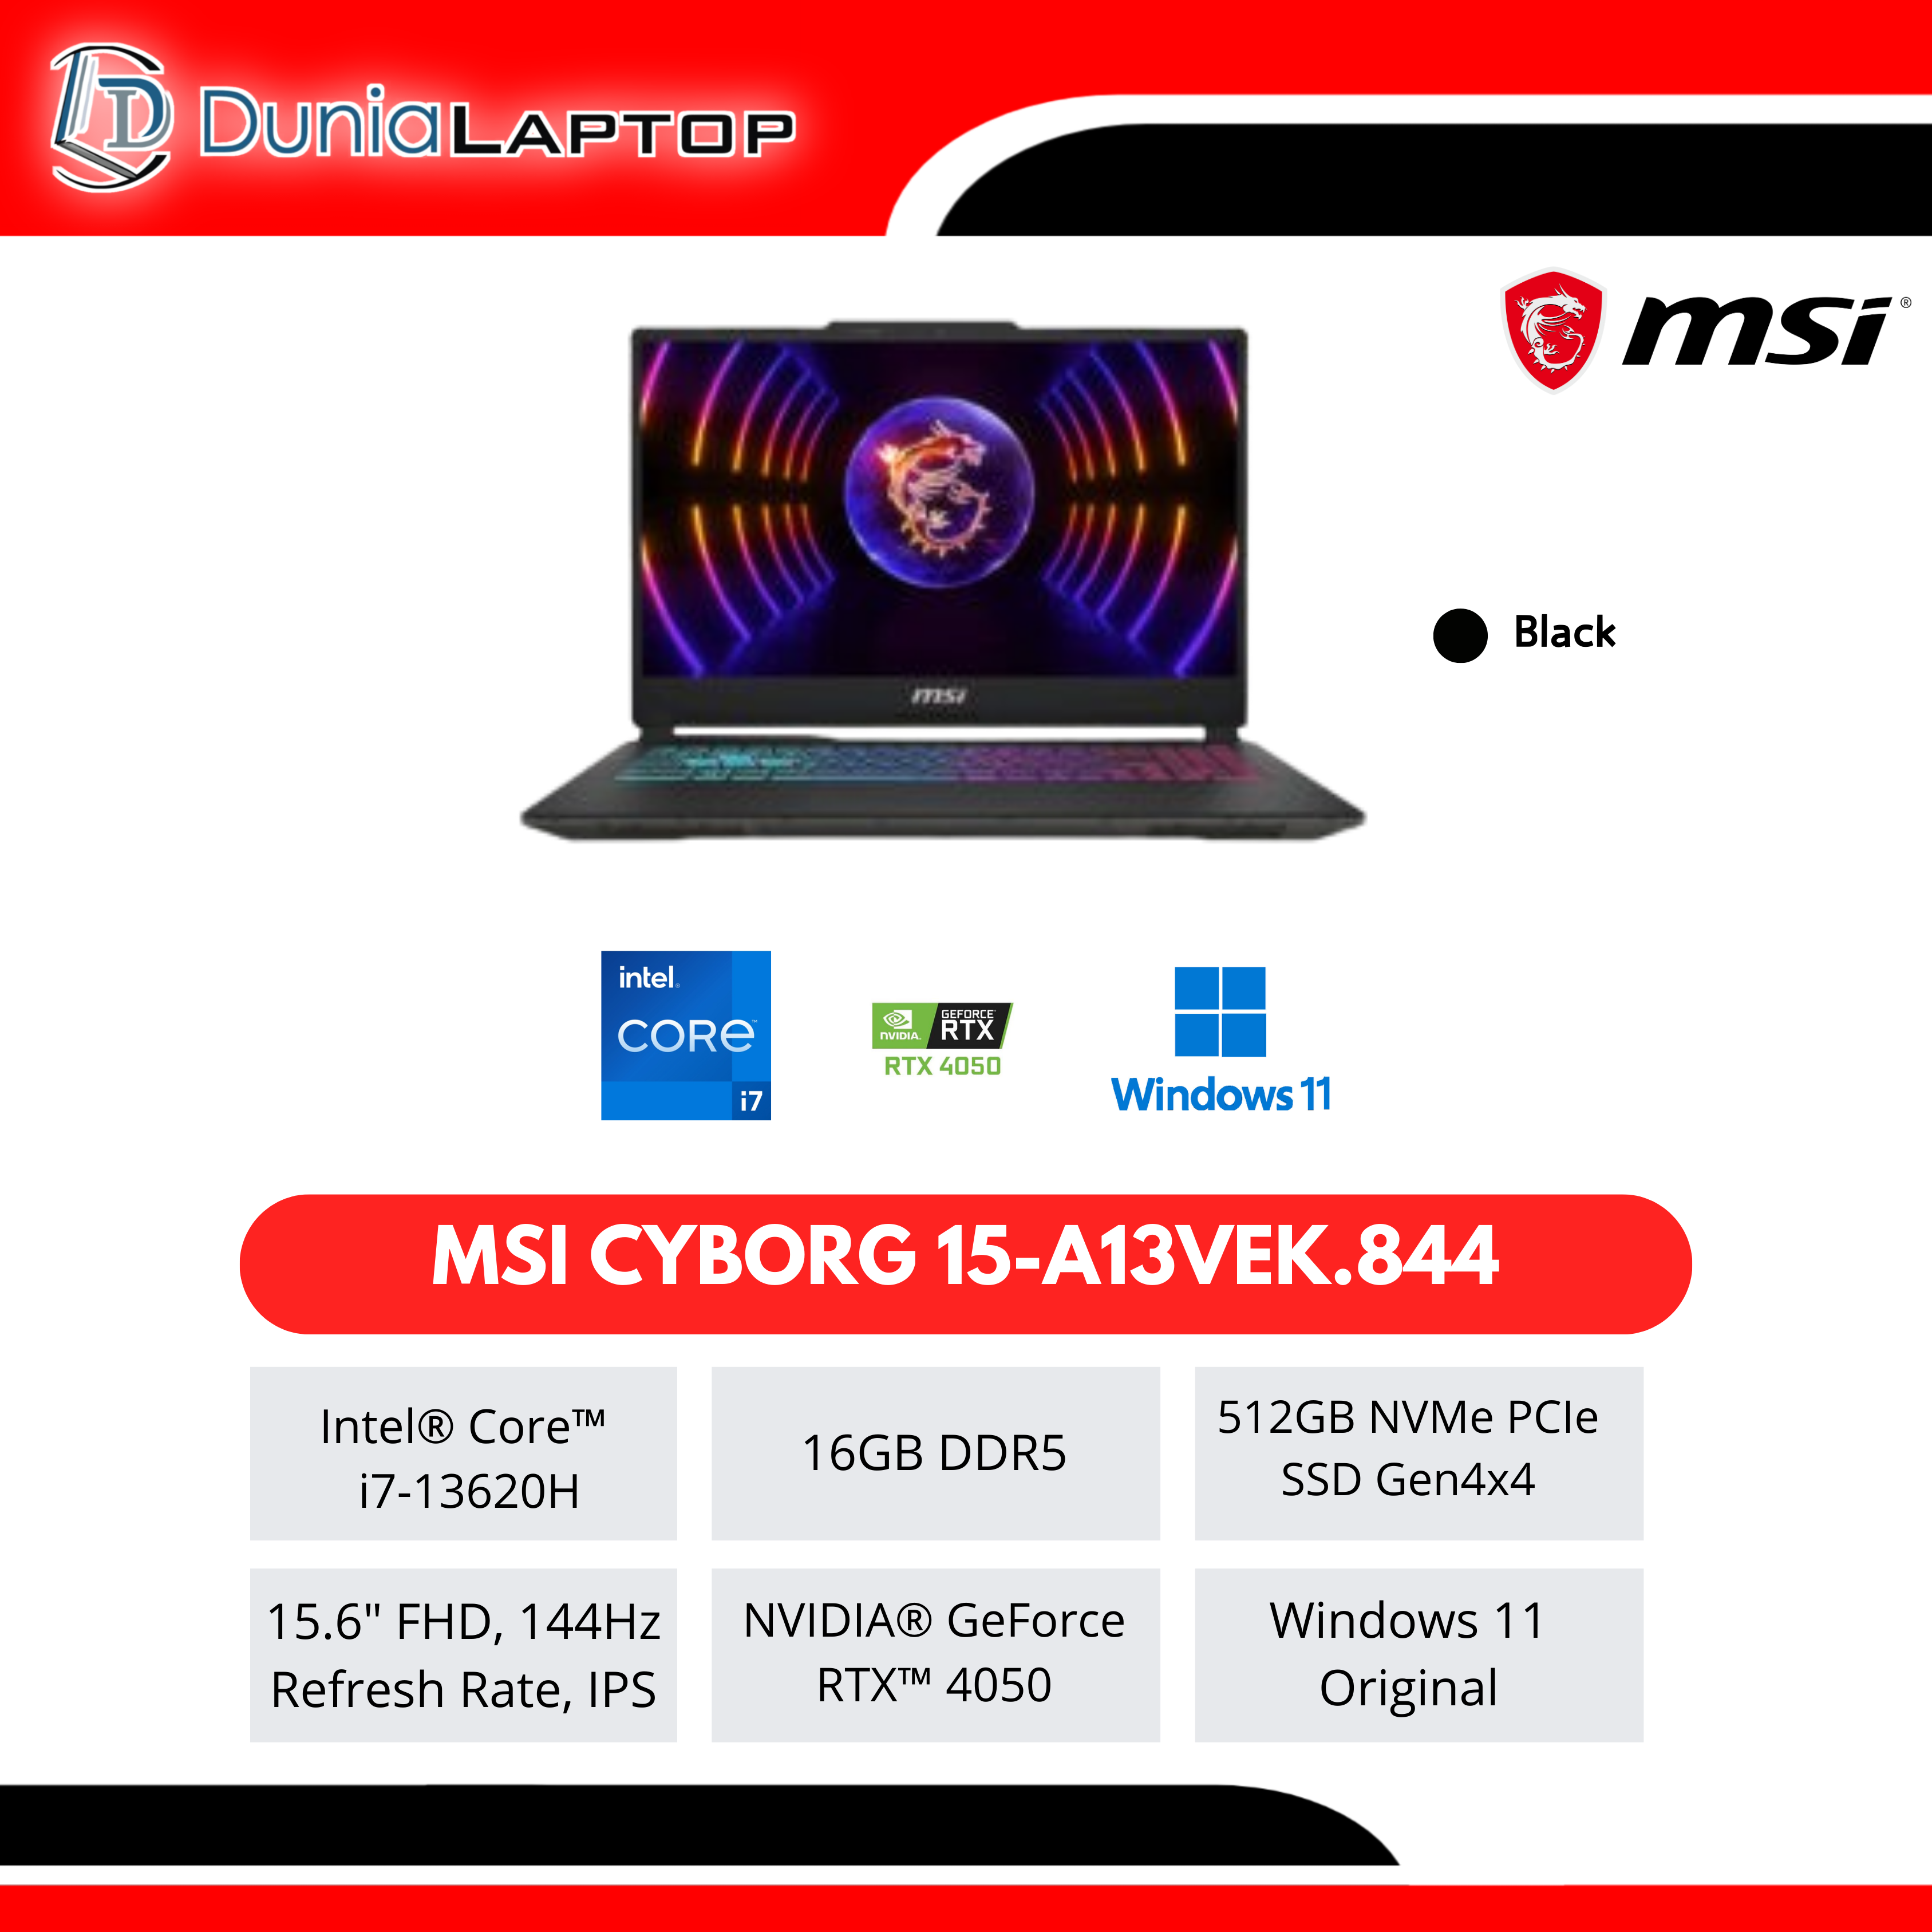 DuniaLAPTOP
msi®
msi
Black
intel®
CORe™
i7
NVIDIA.
GEFORCE
RTX
RTX 4050
Windows 11
MSI CYBORG 15-A13VEK.844
Intel® Core™
i7-13620H
16GB DDR5
512GB NVMe PCIe
SSD Gen4x4
15.6" FHD, 144Hz
Refresh Rate, IPS
NVIDIA® GeForce
RTX™ 4050
Windows 11
Original